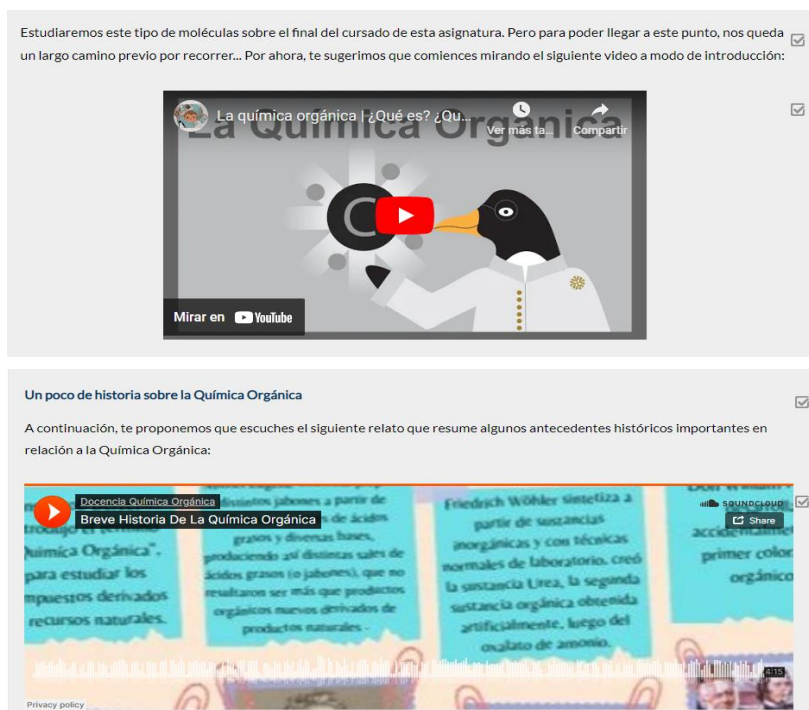 Estudiaremos este tipo de moléculas sobre el final del cursado de esta asignatura. Pero para poder llegar a este punto, nos queda
un largo camino previo por recorrer... Por ahora, te sugerimos que comiences mirando el siguiente video a modo de introducción:
La química orgánica | ¿Qué es? ¿Qu...
Ver más ta...
Compartir
La Química Orgánica
C
Mirar en YouTube
Un poco de historia sobre la Química Orgánica
A continuación, te proponemos que escuches el siguiente relato que resume algunos antecedentes históricos importantes en
relación a la Química Orgánica:
Docencia Química Orgánica
Breve Historia De La Química Orgánica
SOUNDCLOUD
Share
Química Orgánica",
para estudiar los
derivados
recursos naturales.
distintos jabones a partir de
de ácidos
grasos y diversas bases,
produciendo así distintas sales de
ácidos grasos (o jabones), que no
resultaron ser más que productos
orgánicos nuevos derivados de
productos naturales -
Friedrich Wöhler sintetiza a
partir de sustancias
inorgánicas y con técnicas
normales de laboratorio, creó
la sustancia Urea, la segunda
sustancia orgánica obtenida
artificialmente, luego del
oxalato de amonio.
primer color
orgánico
4:15
Privacy policy